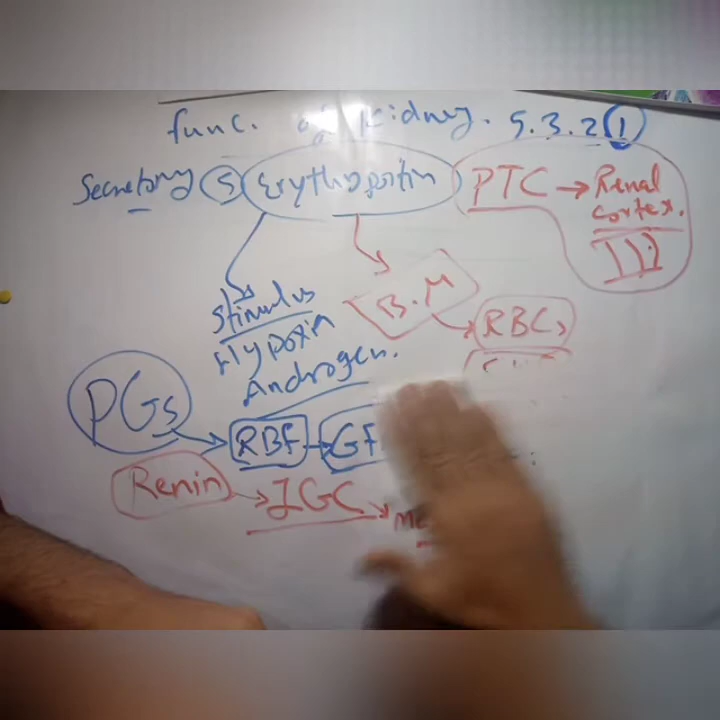 func. of kidney. 5.3.2 1
Secretory 5 Erythropoitin PTC → Renal
cortex.
Stimulus
Hypoxia
Androgen.
B.M
RBCs
PGs → RBF → GF
Renin → JGC →